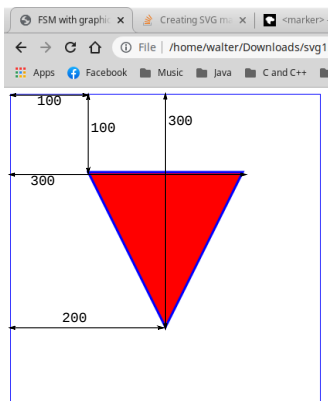 FSM with graphi
Creating SVG ma
<marker>
File /home/walter/Downloads/svg1
Apps Facebook Music Java C and C++
100
100
300
300
200